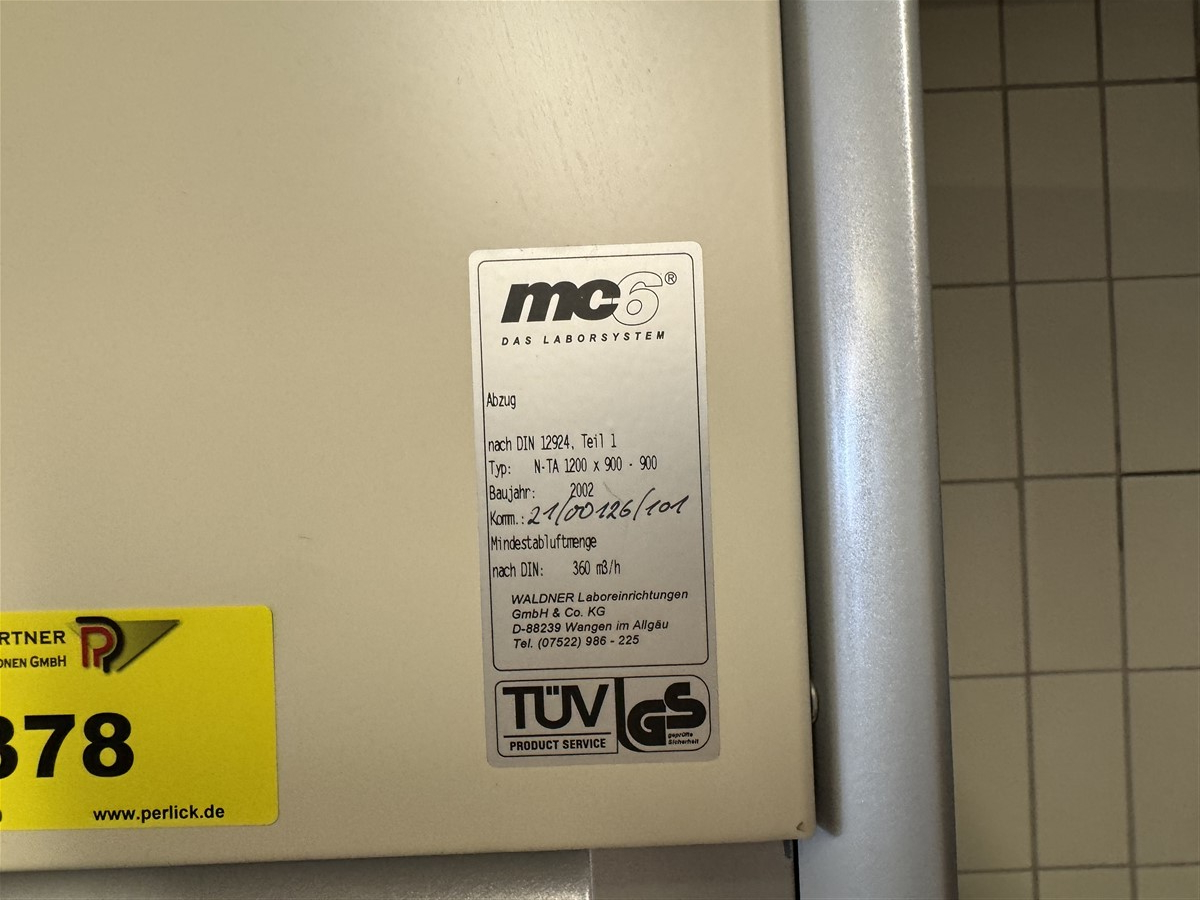 mc6®
DAS LABORSYSTEM
Abzug
nach DIN 12924, Teil 1
Typ: N-TA 1200 x 900 - 900
Baujahr: 2002
Komm.: 21/00126/101
Mindestabluftmenge
nach DIN: 360 m3/h
WALDNER Laboreinrichtungen
GmbH & Co. KG
D-88239 Wangen im Allgäu
Tel. (07522) 986 - 225
TÜV
PRODUCT SERVICE
GS
geprüfte
Sicherheit
RTNER
ONEN GMBH
378
www.perlick.de